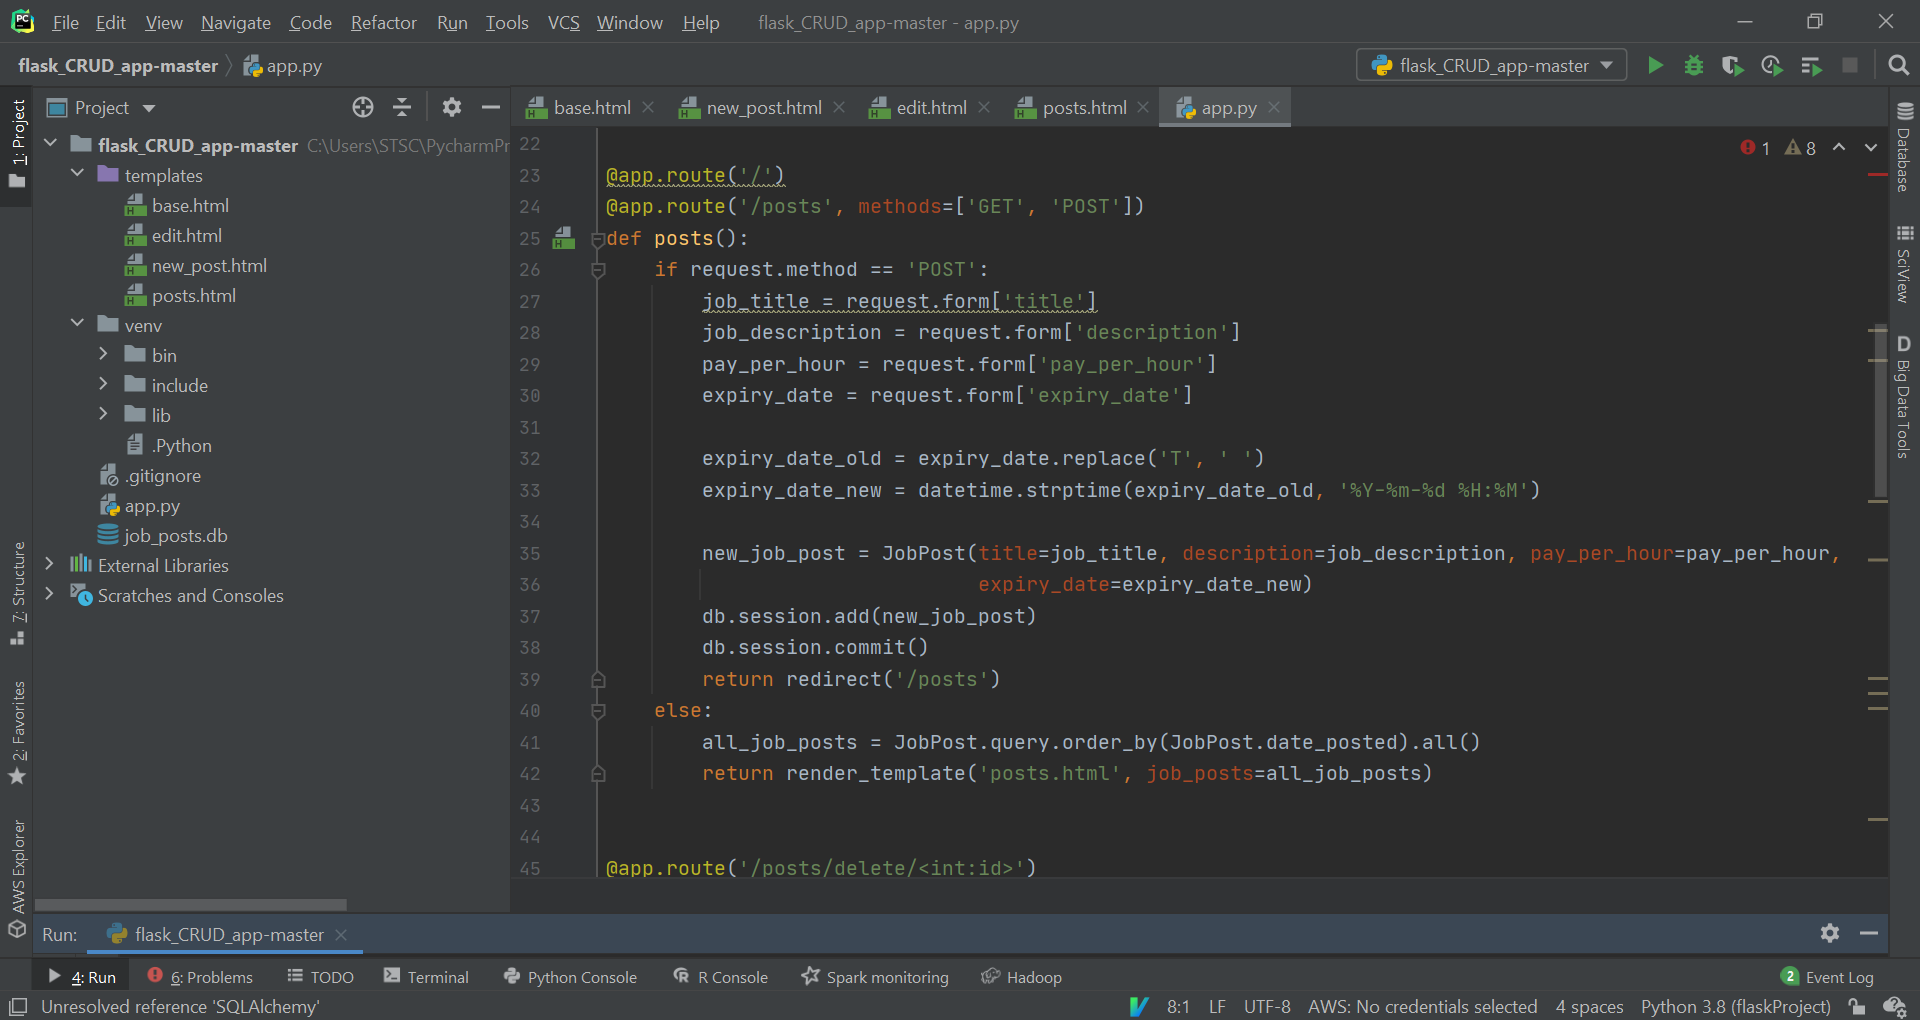 File Edit View Navigate Code Refactor Run Tools VCS Window Help flask_CRUD_app-master - app.py
flask_CRUD_app-master app.py flask_CRUD_app-master
1: Project
7: Structure
2: Favorites
AWS Explorer
Project
flask_CRUD_app-master C:\Users\STSC\PycharmPr
templates
base.html
edit.html
new_post.html
posts.html
venv
bin
include
lib
.Python
.gitignore
app.py
job_posts.db
External Libraries
Scratches and Consoles
base.html new_post.html edit.html posts.html app.py
1 8
22
23 @app.route('/')
24 @app.route('/posts', methods=['GET', 'POST'])
25 def posts():
26 if request.method == 'POST':
27 job_title = request.form['title']
28 job_description = request.form['description']
29 pay_per_hour = request.form['pay_per_hour']
30 expiry_date = request.form['expiry_date']
31
32 expiry_date_old = expiry_date.replace('T', ' ')
33 expiry_date_new = datetime.strptime(expiry_date_old, '%Y-%m-%d %H:%M')
34
35 new_job_post = JobPost(title=job_title, description=job_description, pay_per_hour=pay_per_hour,
36 expiry_date=expiry_date_new)
37 db.session.add(new_job_post)
38 db.session.commit()
39 return redirect('/posts')
40 else:
41 all_job_posts = JobPost.query.order_by(JobPost.date_posted).all()
42 return render_template('posts.html', job_posts=all_job_posts)
43
44
45 @app.route('/posts/delete/<int:id>')
Database
SciView
D Big Data Tools
Run: flask_CRUD_app-master
4: Run 6: Problems TODO Terminal Python Console R Console Spark monitoring Hadoop 2 Event Log
Unresolved reference 'SQLAlchemy' 8:1 LF UTF-8 AWS: No credentials selected 4 spaces Python 3.8 (flaskProject)